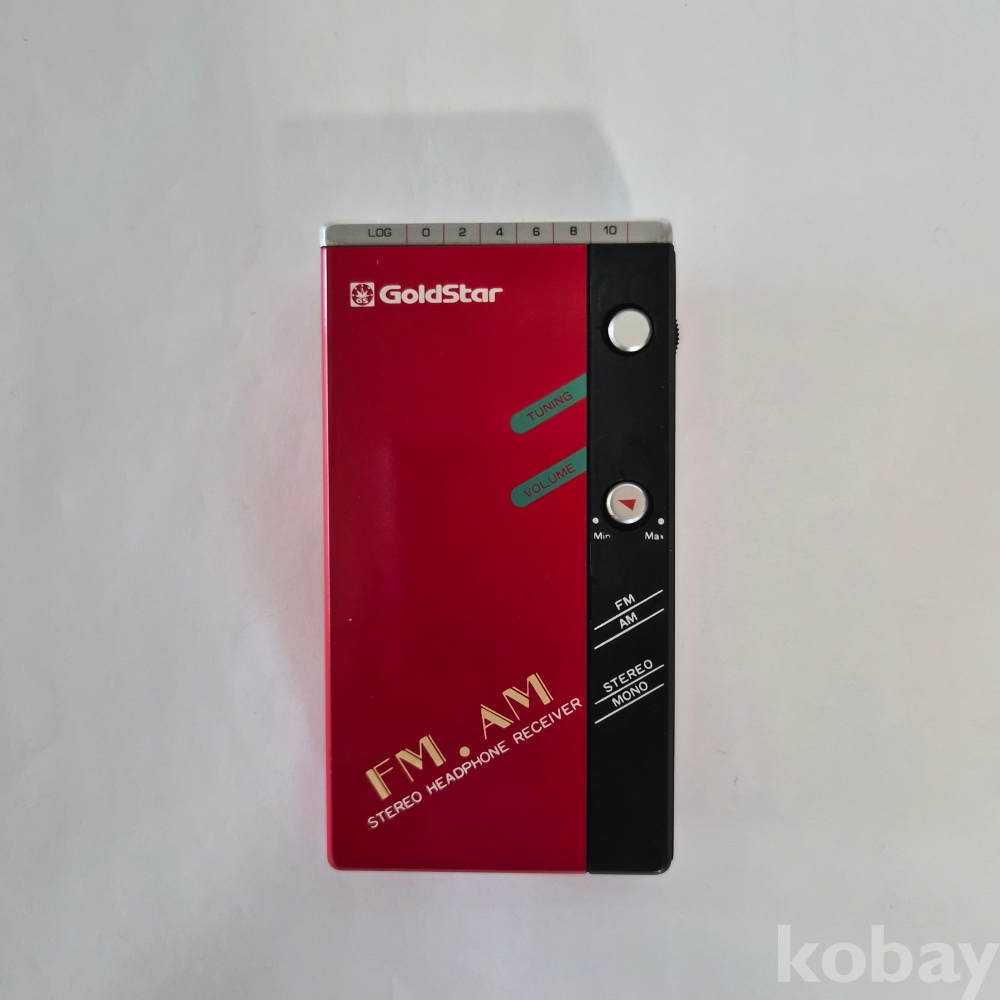 LOG 0 2 4 6 8 10
GS GoldStar
TUNING
VOLUME
Min Max
FM
AM
STEREO
MONO
FM . AM
STEREO HEADPHONE RECEIVER
kobay